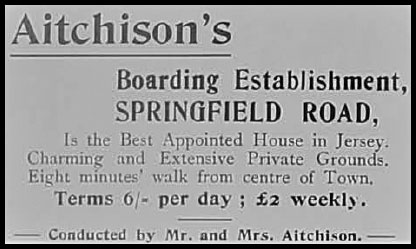 Aitchison's
Boarding Establishment,
SPRINGFIELD ROAD,
Is the Best Appointed House in Jersey.
Charming and Extensive Private Grounds.
Eight minutes' walk from centre of Town.
Terms 6/- per day ; £2 weekly.
— Conducted by Mr. and Mrs. Aitchison. —